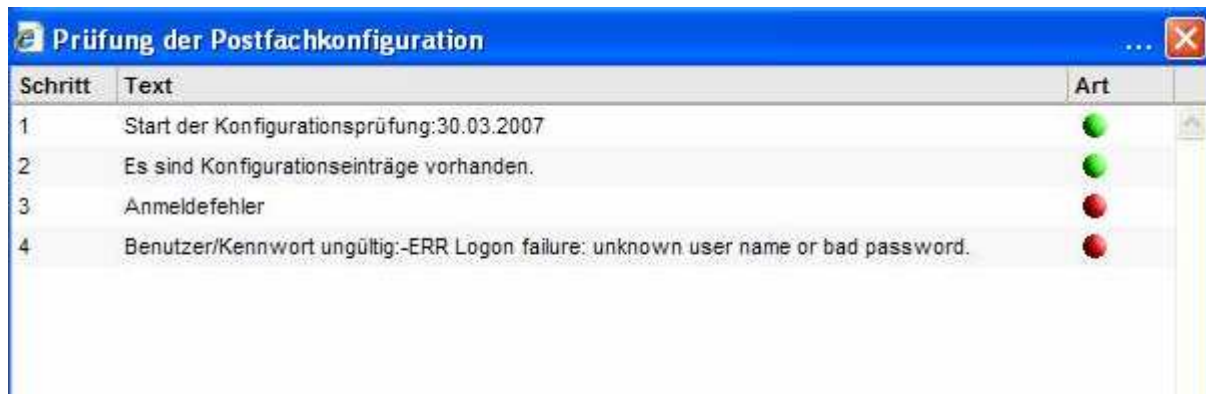 Prüfung der Postfachkonfiguration ...
Schritt Text Art
1 Start der Konfigurationsprüfung:30.03.2007
2 Es sind Konfigurationseinträge vorhanden.
3 Anmeldefehler
4 Benutzer/Kennwort ungültig:-ERR Logon failure: unknown user name or bad password.